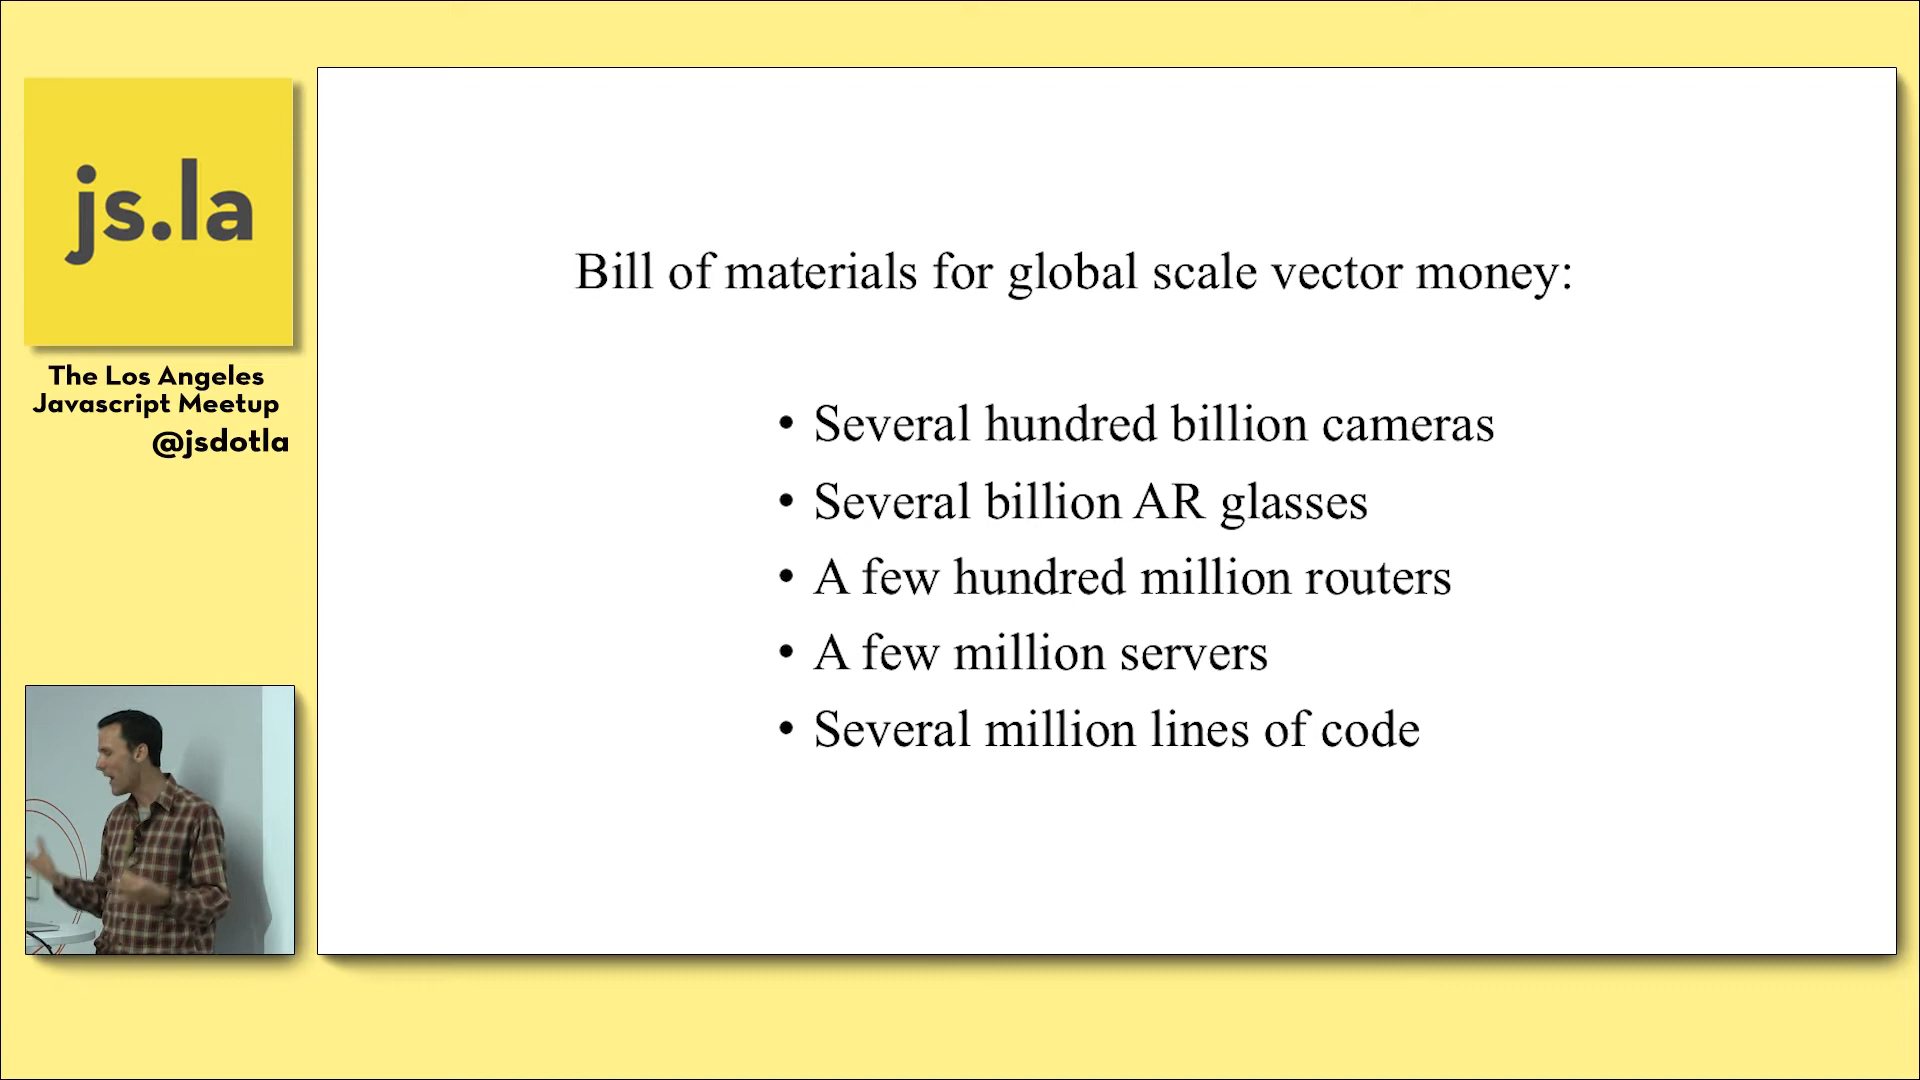 js.la
The Los Angeles
Javascript Meetup
@jsdotla
Bill of materials for global scale vector money:
• Several hundred billion cameras
• Several billion AR glasses
• A few hundred million routers
• A few million servers
• Several million lines of code